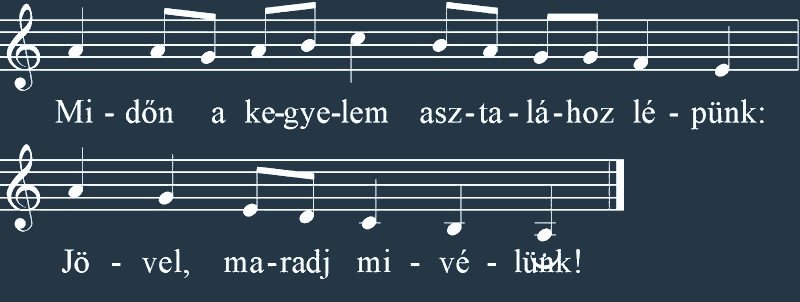 Mi - dőn a ke-gye-lem asz-ta-lá-hoz lé - pünk:
Jö - vel, ma-radj mi - vé - lünk!